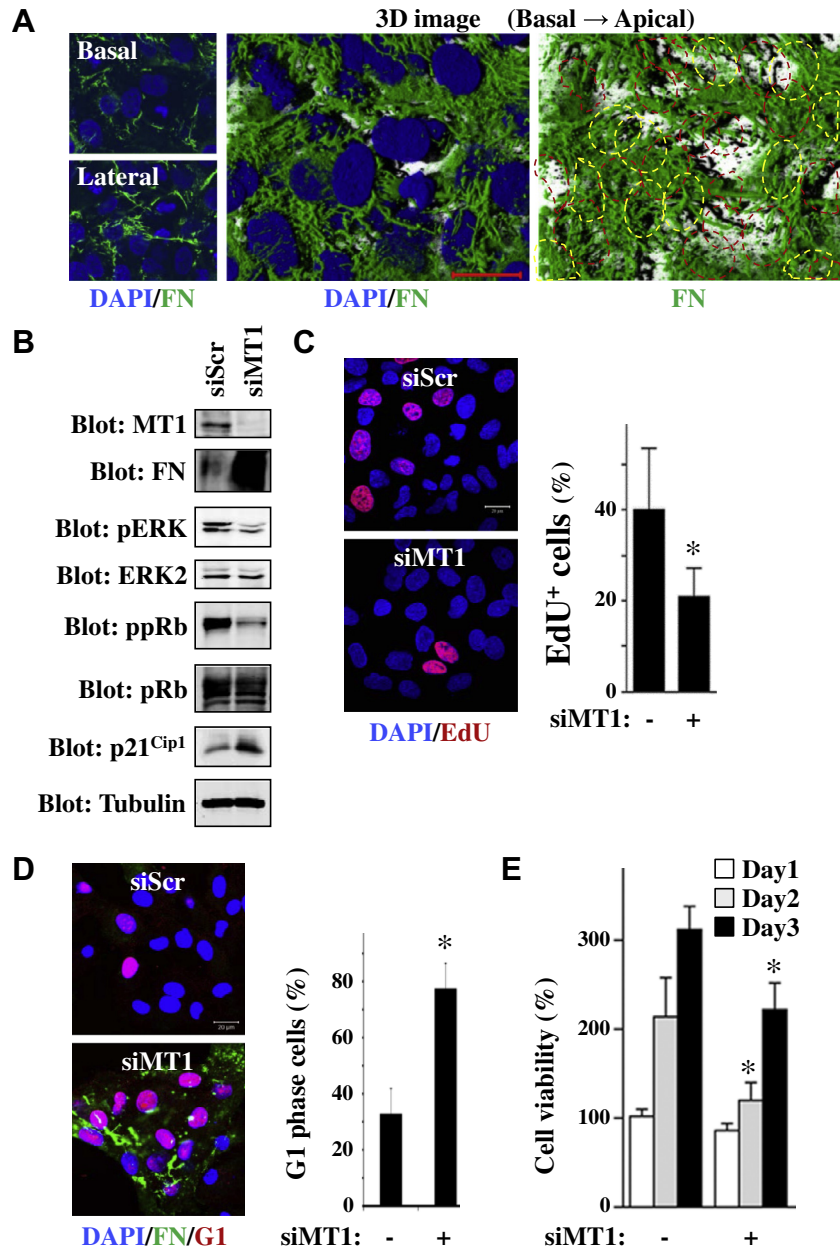 A
3D image (Basal → Apical)
Basal
Lateral
DAPI/FN
DAPI/FN
FN
B
siScr
siMT1
Blot: MT1
Blot: FN
Blot: pERK
Blot: ERK2
Blot: ppRb
Blot: pRb
Blot: p21Cip1
Blot: Tubulin
C
siScr
siMT1
DAPI/EdU
EdU+ cells (%)
40
20
0
*
siMT1: - +
D
siScr
20 µm
siMT1
DAPI/FN/G1
G1 phase cells (%)
80
60
40
20
0
*
siMT1: - +
E
Day1
Day2
Day3
Cell viability (%)
300
200
100
0
*
*
siMT1: - +